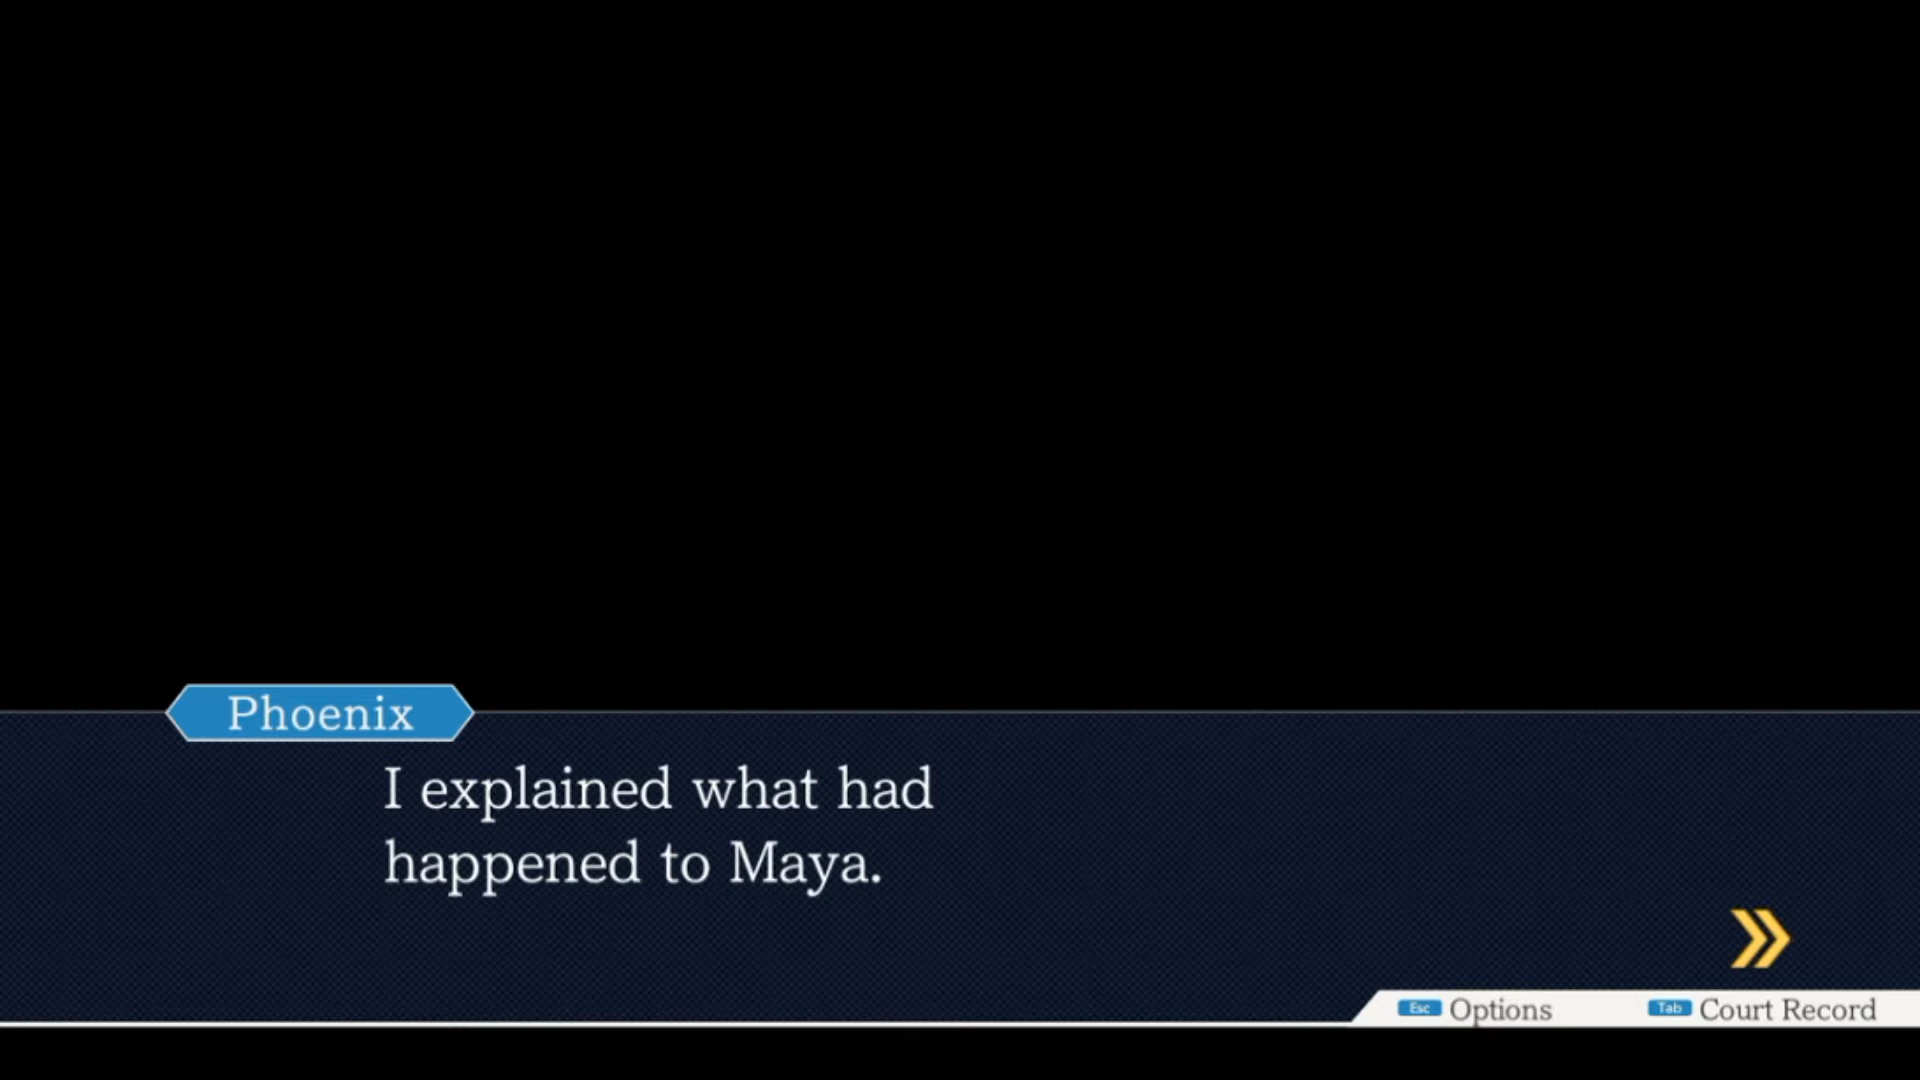 Phoenix
I explained what had
happened to Maya.
Esc Options Tab Court Record